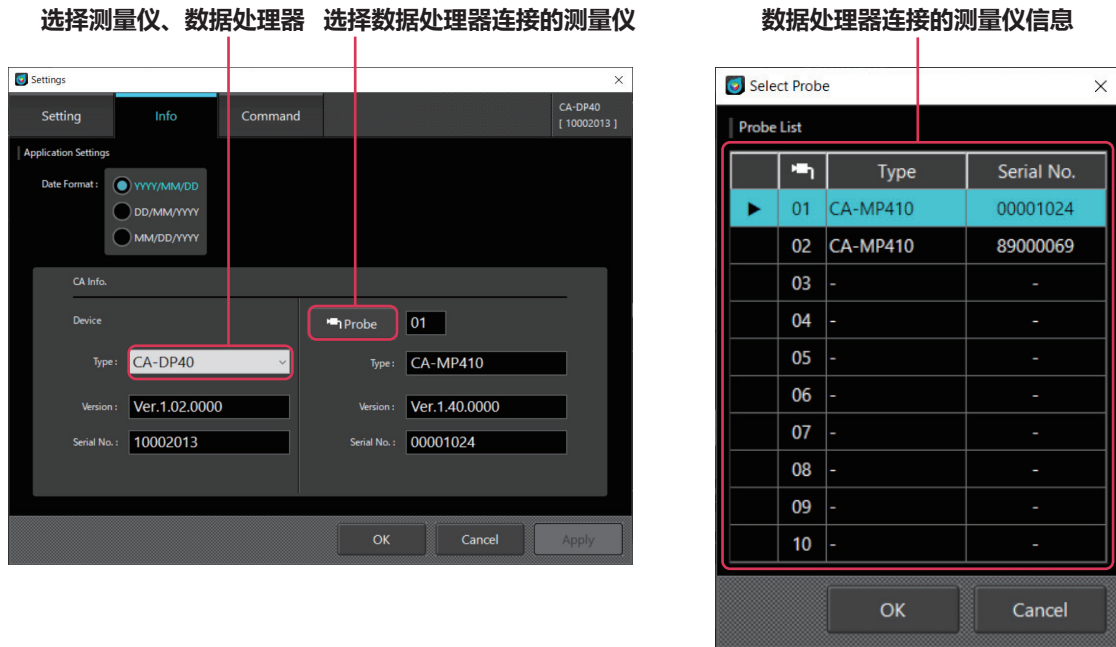 选择测量仪、数据处理器 选择数据处理器连接的测量仪 数据处理器连接的测量仪信息
Settings
Setting Info Command CA-DP40
[ 10002013 ]
Application Settings
Date Format : YYYY/MM/DD
DD/MM/YYYY
MM/DD/YYYY
CA Info.
Device Probe 01
Type : CA-DP40 Type : CA-MP410
Version : Ver.1.02.0000 Version : Ver.1.40.0000
Serial No. : 10002013 Serial No. : 00001024
OK Cancel Apply
Select Probe
Probe List
Type Serial No.
01 CA-MP410 00001024
02 CA-MP410 89000069
03 - -
04 - -
05 - -
06 - -
07 - -
08 - -
09 - -
10 - -
OK Cancel